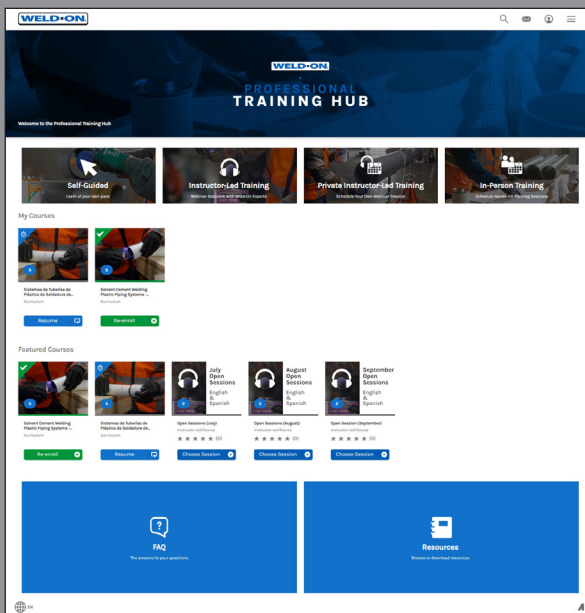 WELD•ON
WELD•ON
PROFESSIONAL
TRAINING HUB
Welcome to the Professional Training Hub
Self-Guided
Learn at your own pace
Instructor-Led Training
Webinar Sessions with Weld-On Experts
Private Instructor-Led Training
Schedule Your Own Webinar Session
In-Person Training
Schedule Hands-On Training Sessions
My Courses
Sistemas de Tuberías de
Plástico de Soldadura de...
Curriculum
Resume
Solvent Cement Welding
Plastic Piping Systems -...
Curriculum
Re-enroll
Featured Courses
Solvent Cement Welding
Plastic Piping Systems -...
Curriculum
Re-enroll
Sistemas de Tuberías de
Plástico de Soldadura de...
Curriculum
Resume
July
Open
Sessions
English
&
Spanish
Open Sessions (July)
Instructor Led Course
(0)
Choose Session
August
Open
Sessions
English
&
Spanish
Open Sessions (August)
Instructor Led Course
(0)
Choose Session
September
Open
Sessions
English
&
Spanish
Open Session (September)
Instructor Led Course
(0)
Choose Session
FAQ
The answers to your questions
Resources
Browse or download resources
EN